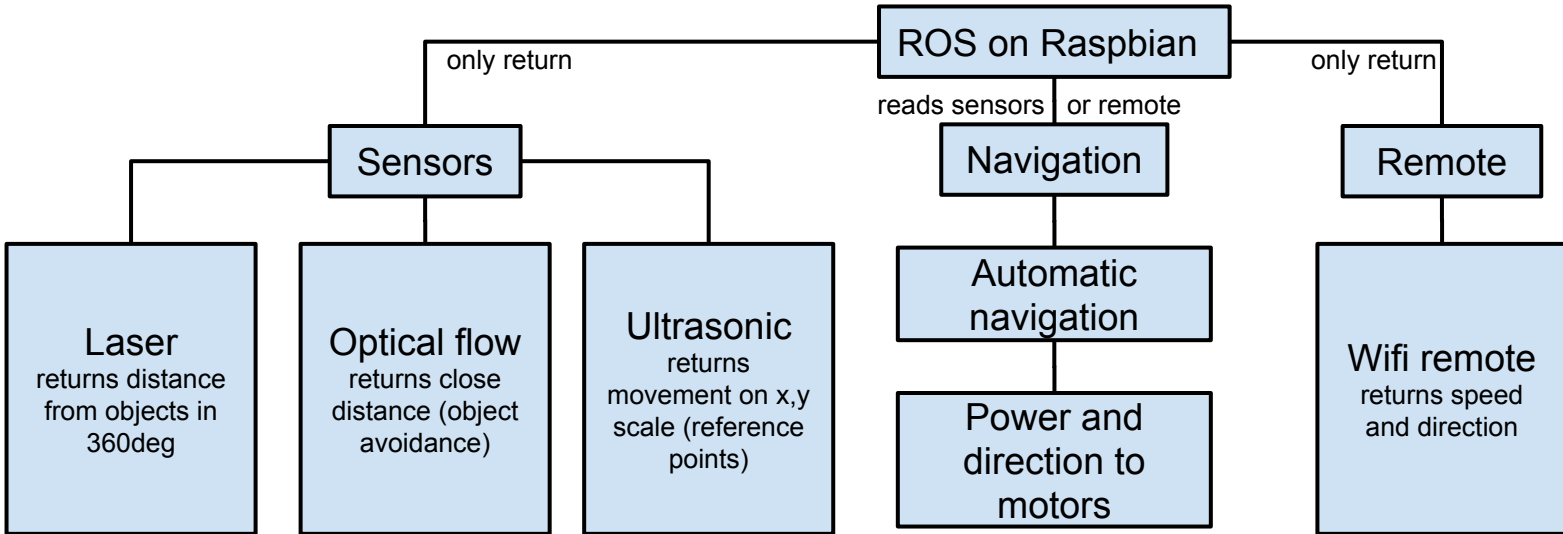 ROS on Raspbian
only return
reads sensors or remote
only return
Sensors
Navigation
Remote
Laser
returns distance
from objects in
360deg
Optical flow
returns close
distance (object
avoidance)
Ultrasonic
returns
movement on x,y
scale (reference
points)
Automatic
navigation
Power and
direction to
motors
Wifi remote
returns speed
and direction